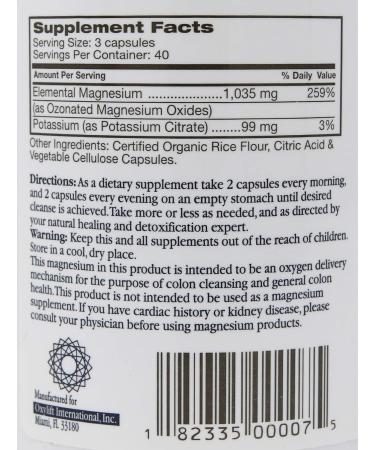 Supplement Facts
Serving Size: 3 capsules
Servings Per Container: 40
Amount Per Serving % Daily Value
Elemental Magnesium ....................1,035 mg 259%
(as Ozonated Magnesium Oxides)
Potassium (as Potassium Citrate) ........99 mg 3%
Other Ingredients: Certified Organic Rice Flour, Citric Acid &
Vegetable Cellulose Capsules.
Directions: As a dietary supplement take 2 capsules every morning,
and 2 capsules every evening on an empty stomach until desired
cleanse is achieved. Take more or less as needed, and as directed by
your natural healing and detoxification expert.
Warning: Keep this and all supplements out of the reach of children.
Store in a cool, dry place.
This magnesium in this product is intended to be an oxygen delivery
mechanism for the purpose of colon cleansing and general colon
health. This product is not intended to be used as a magnesium
supplement. If you have cardiac history or kidney disease, please
consult your physician before using magnesium products.
Manufactured for
Oxylift International, Inc.
Miami, FL 33180
1 82335 00007 5